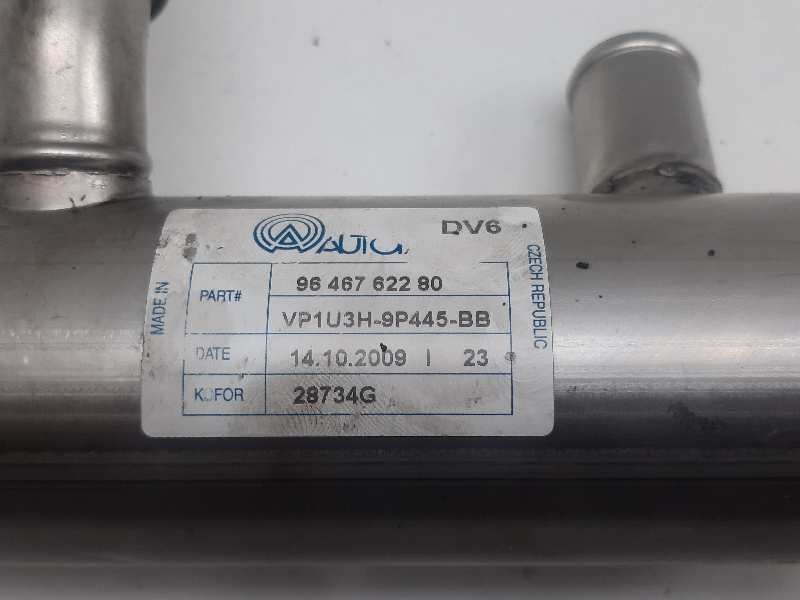 DV6
MADE IN
PART# 96 467 622 80
VP1U3H-9P445-BB
DATE 14.10.2009 | 23
KOFOR 28734G
CZECH REPUBLIC